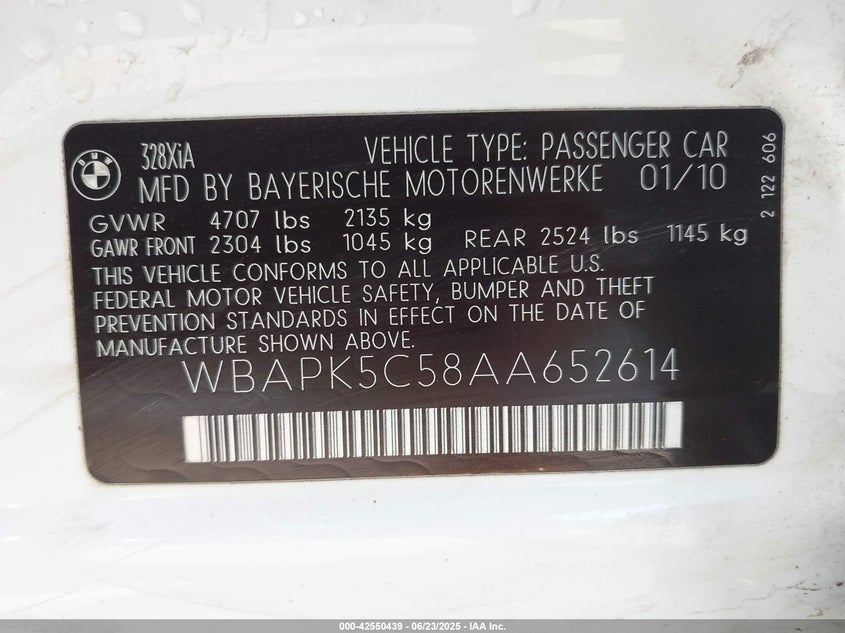 BMW
328XiA
VEHICLE TYPE: PASSENGER CAR
MFD BY BAYERISCHE MOTORENWERKE 01/10
GVWR 4707 lbs 2135 kg
GAWR FRONT 2304 lbs 1045 kg REAR 2524 lbs 1145 kg
THIS VEHICLE CONFORMS TO ALL APPLICABLE U.S.
FEDERAL MOTOR VEHICLE SAFETY, BUMPER AND THEFT
PREVENTION STANDARDS IN EFFECT ON THE DATE OF
MANUFACTURE SHOWN ABOVE.
WBAPK5C58AA652614
2 122 606
000-42550439 - 06/23/2025 - IAA Inc.